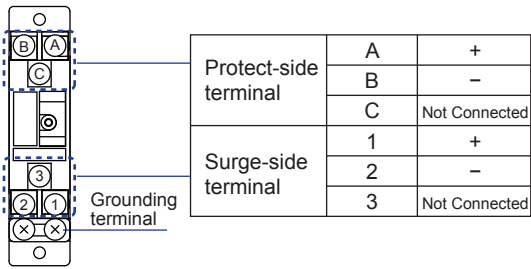 B A
C
3
2 1
Grounding
terminal
Protect-side
terminal
A +
B −
C Not Connected
Surge-side
terminal
1 +
2 −
3 Not Connected